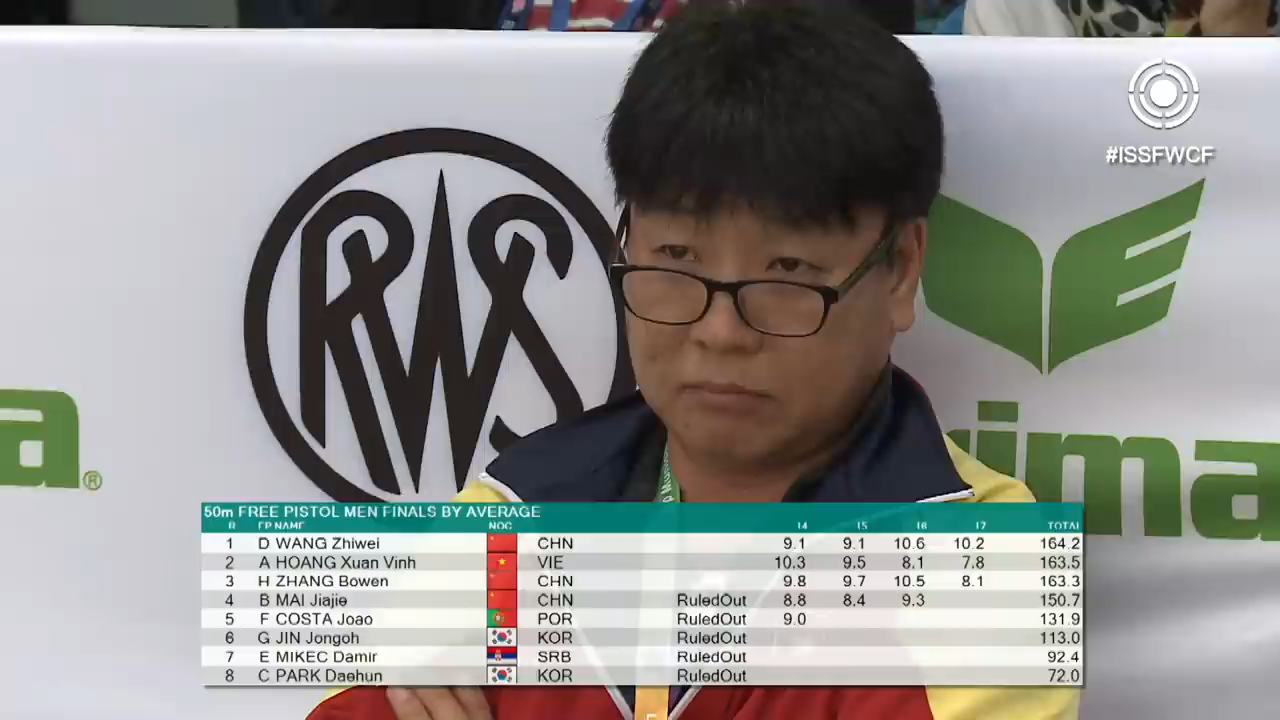 #ISSFWCF
RWS
a®
ima
50m FREE PISTOL MEN FINALS BY AVERAGE
R FP NAME NOC 14 15 16 17 TOTAL
1 D WANG Zhiwei CHN 9.1 9.1 10.6 10.2 164.2
2 A HOANG Xuan Vinh VIE 10.3 9.5 8.1 7.8 163.5
3 H ZHANG Bowen CHN 9.8 9.7 10.5 8.1 163.3
4 B MAI Jiajie CHN RuledOut 8.8 8.4 9.3 150.7
5 F COSTA Joao POR RuledOut 9.0 131.9
6 G JIN Jongoh KOR RuledOut 113.0
7 E MIKEC Damir SRB RuledOut 92.4
8 C PARK Daehun KOR RuledOut 72.0